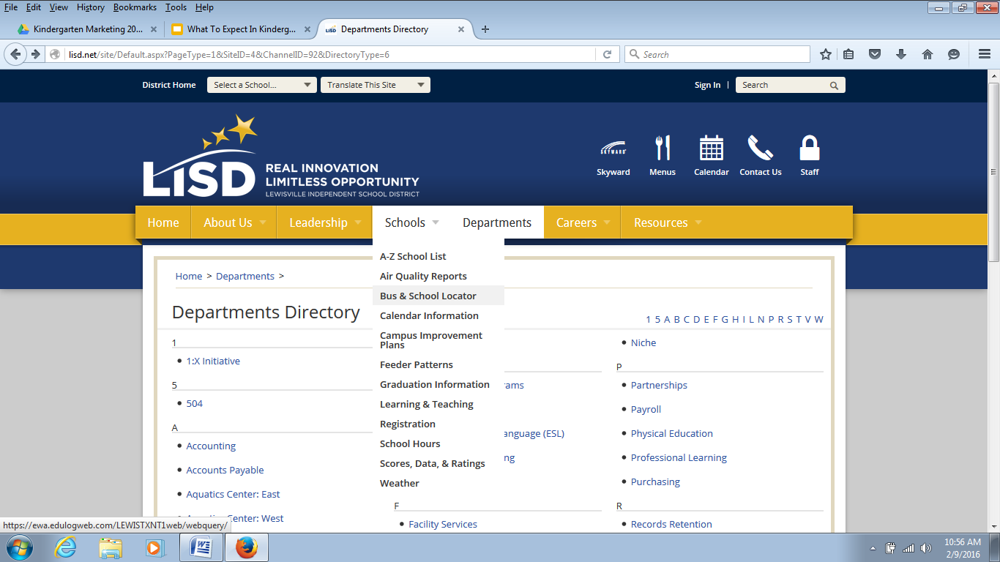 File Edit View History Bookmarks Tools Help
Kindergarten Marketing 20...
What To Expect In Kinderg...
LiSD Departments Directory
lisd.net/site/Default.aspx?PageType=1&SiteID=4&ChannelID=92&DirectoryType=6
Search
District Home
Select a School...
Translate This Site
Sign In |
Search
LiSD
REAL INNOVATION
LIMITLESS OPPORTUNITY
LEWISVILLE INDEPENDENT SCHOOL DISTRICT
SKYWARD
Skyward
Menus
Calendar
Contact Us
Staff
Home
About Us
Leadership
Schools
Departments
Careers
Resources
A-Z School List
Air Quality Reports
Bus & School Locator
Calendar Information
Campus Improvement
Plans
Feeder Patterns
Graduation Information
Learning & Teaching
Registration
School Hours
Scores, Data, & Ratings
Weather
Home > Departments >
Departments Directory
1 5 A B C D E F G H I L N P R S T V W
1
1:X Initiative
5
504
A
Accounting
Accounts Payable
Aquatics Center: East
Center: West
rams
anguage (ESL)
ng
F
Facility Services
Niche
P
Partnerships
Payroll
Physical Education
Professional Learning
Purchasing
R
Records Retention
https://ewa.edulogweb.com/LEWISTXNT1web/webquery/
10:56 AM
2/9/2016